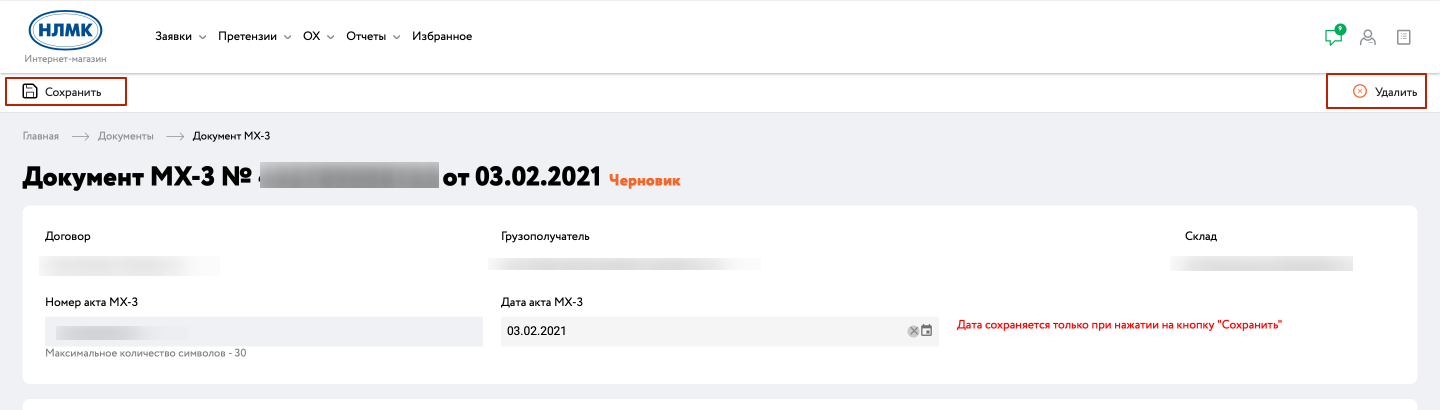 НЛМК
Интернет-магазин
Заявки Претензии ОХ Отчеты Избранное
9
Сохранить
Удалить
Главная Документы Документ МХ-3
Документ МХ-3 № от 03.02.2021 Черновик
Договор
Грузополучатель
Склад
Номер акта МХ-3
Дата акта МХ-3
03.02.2021
Дата сохраняется только при нажатии на кнопку "Сохранить"
Максимальное количество символов - 30